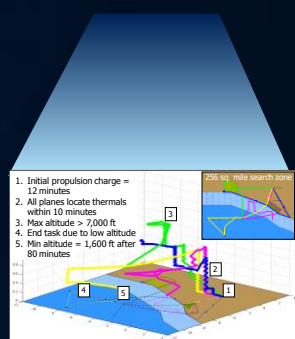 1. Initial propulsion charge =
12 minutes
2. All planes locate thermals
within 10 minutes
3. Max altitude > 7,000 ft
4. End task due to low altitude
5. Min altitude = 1,600 ft after
80 minutes
256 sq. mile search zone
3
2
1
4
5